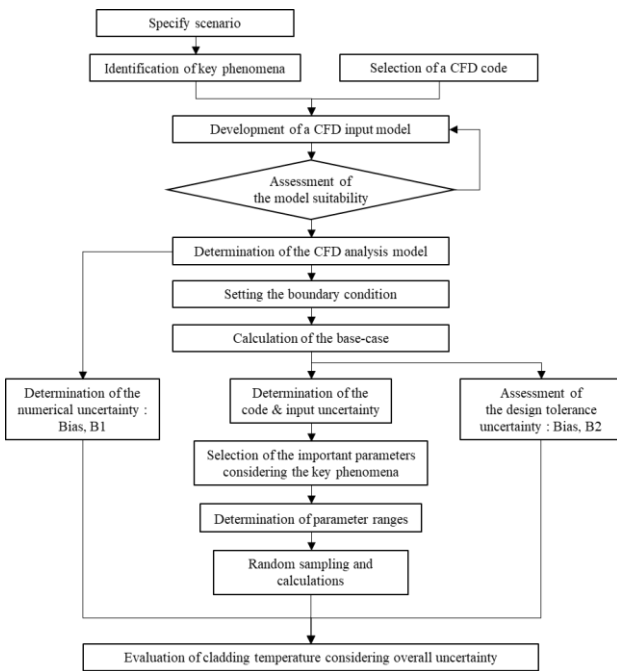 Specify scenario
Identification of key phenomena
Selection of a CFD code
Development of a CFD input model
Assessment of
the model suitability
Determination of the CFD analysis model
Setting the boundary condition
Calculation of the base-case
Determination of the
numerical uncertainty :
Bias, B1
Determination of the
code & input uncertainty
Assessment of
the design tolerance
uncertainty : Bias, B2
Selection of the important parameters
considering the key phenomena
Determination of parameter ranges
Random sampling and
calculations
Evaluation of cladding temperature considering overall uncertainty